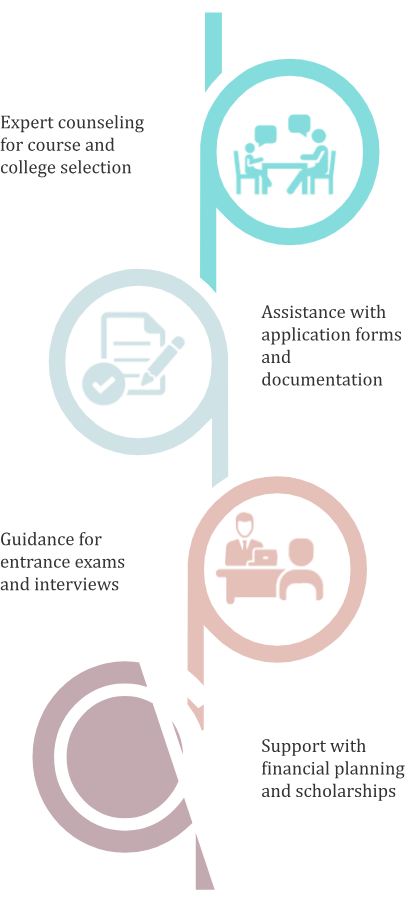 Expert counseling
for course and
college selection
Assistance with
application forms
and
documentation
Guidance for
entrance exams
and interviews
Support with
financial planning
and scholarships